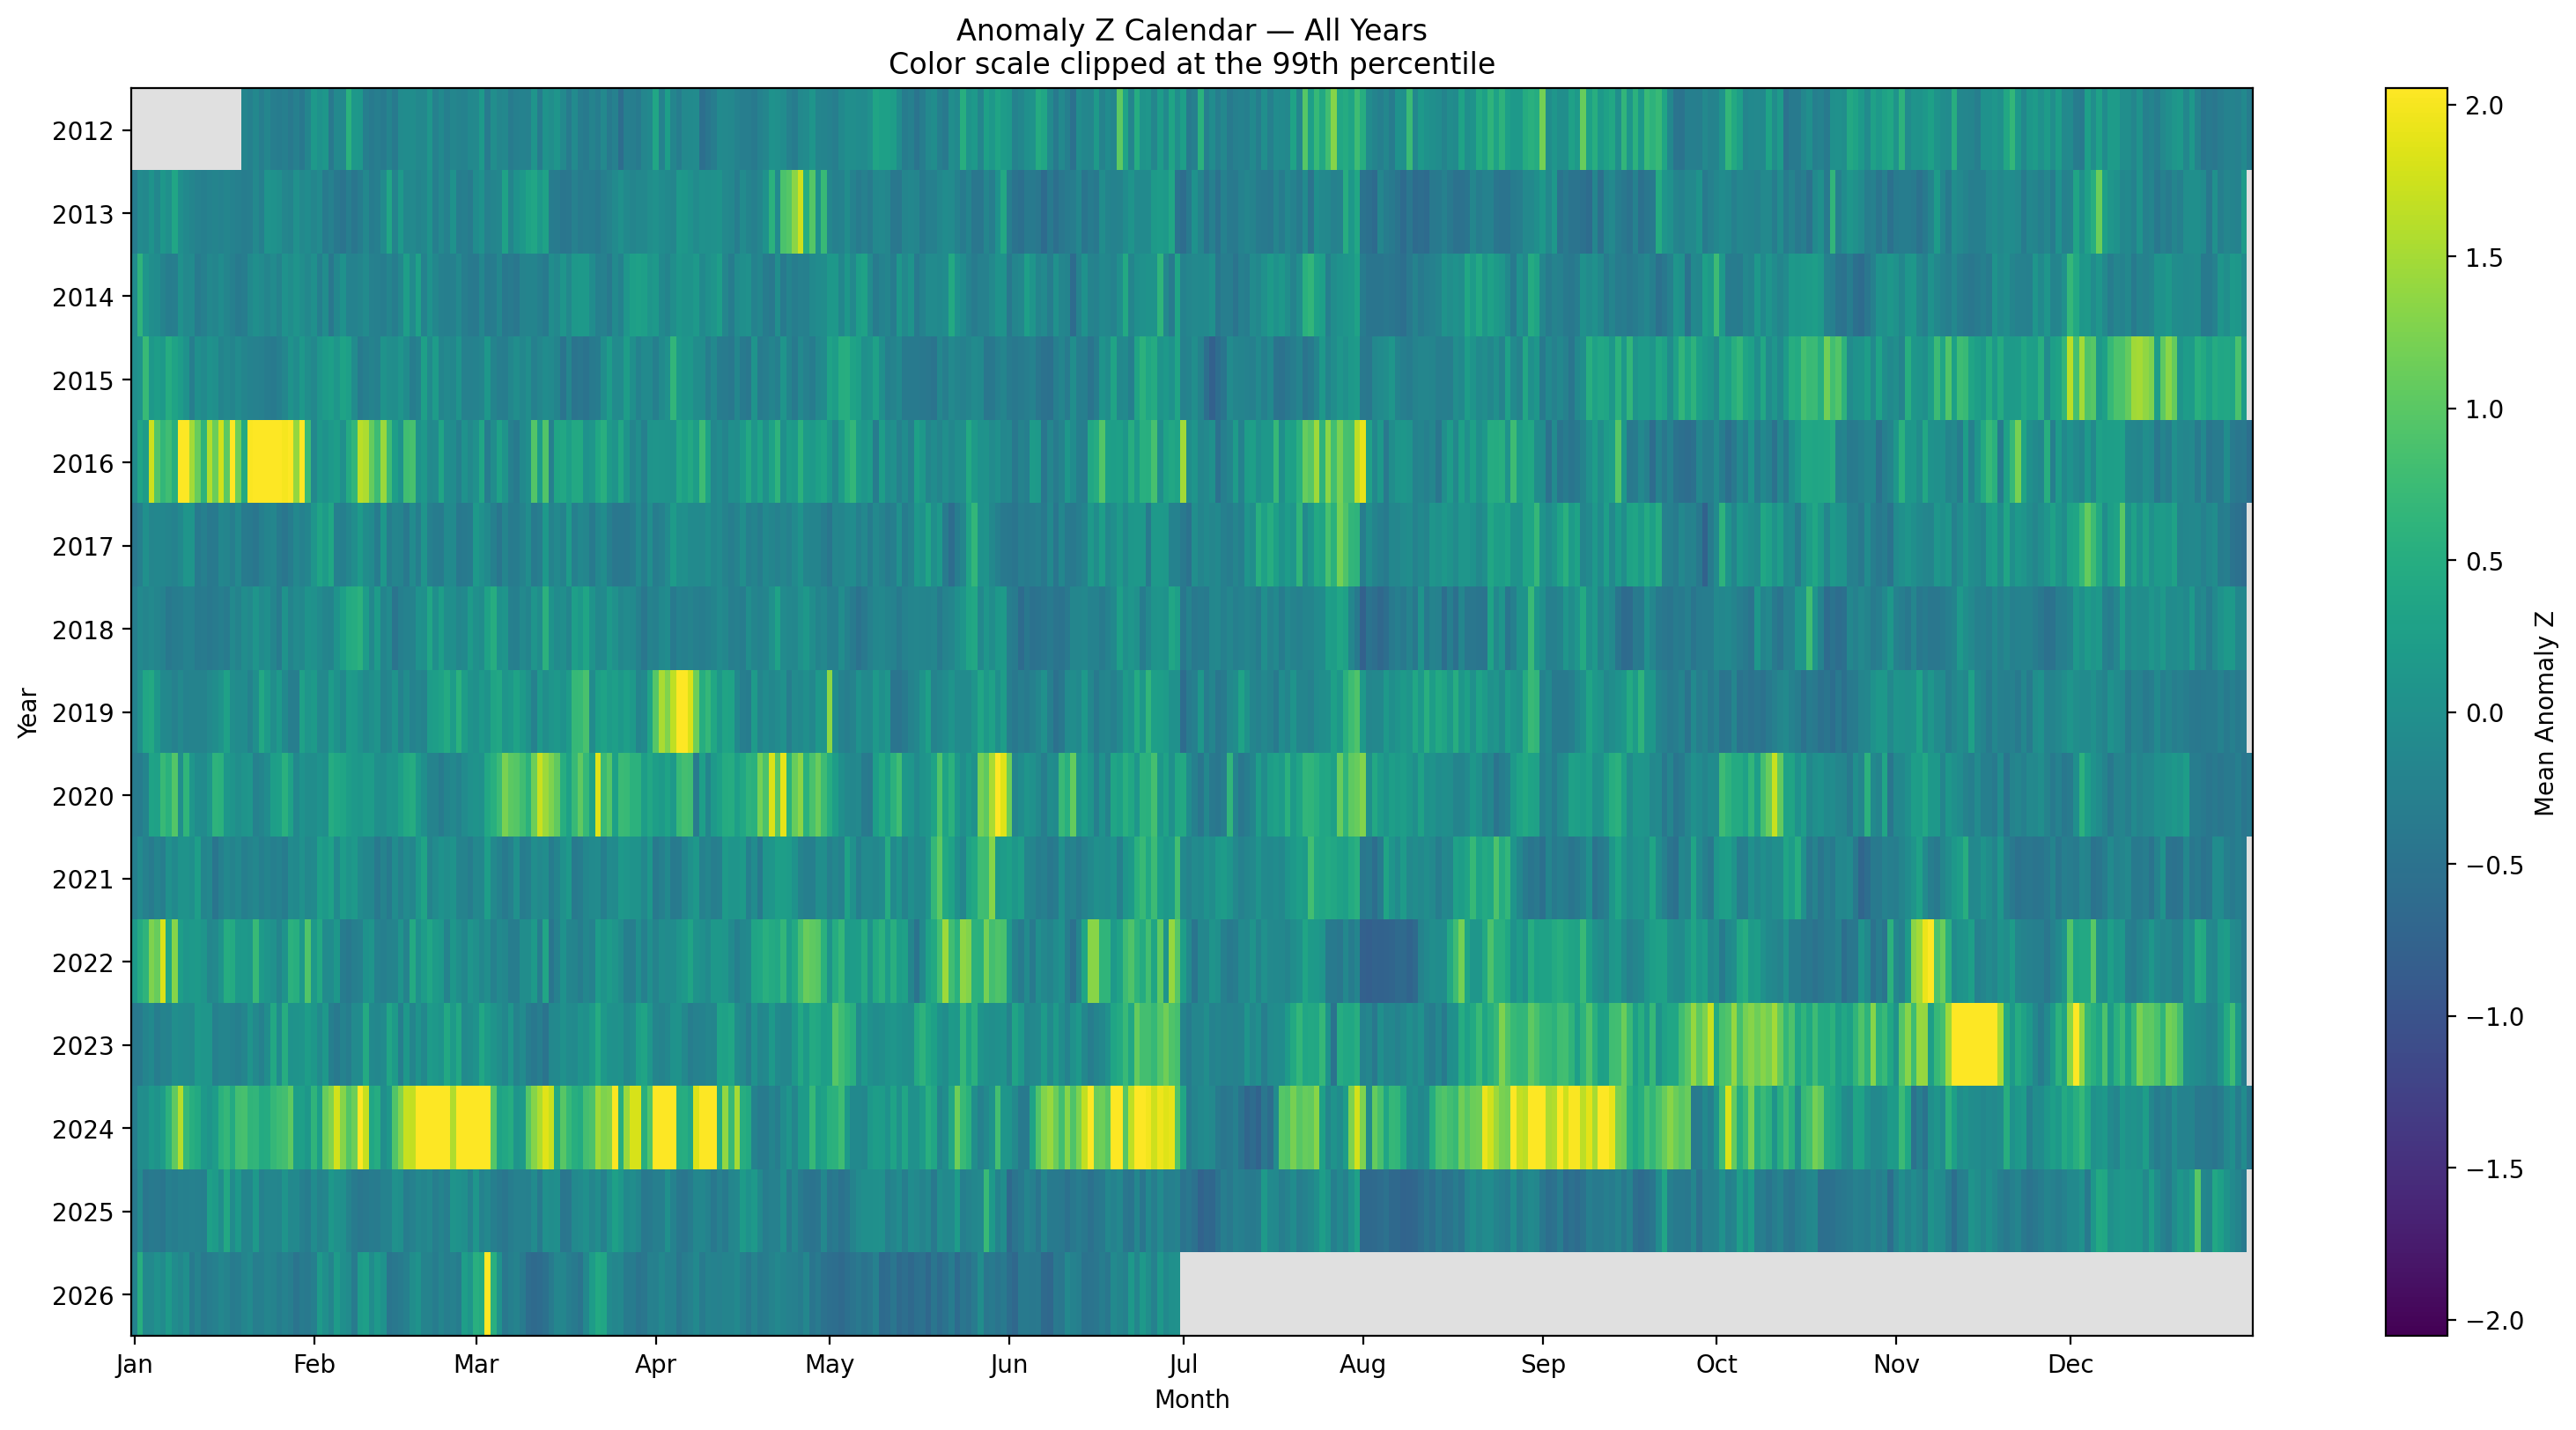 Anomaly Z Calendar — All Years
Color scale clipped at the 99th percentile
Year
2012
2013
2014
2015
2016
2017
2018
2019
2020
2021
2022
2023
2024
2025
2026
Jan
Feb
Mar
Apr
May
Jun
Jul
Aug
Sep
Oct
Nov
Dec
Month
2.0
1.5
1.0
0.5
0.0
−0.5
−1.0
−1.5
−2.0
Mean Anomaly Z